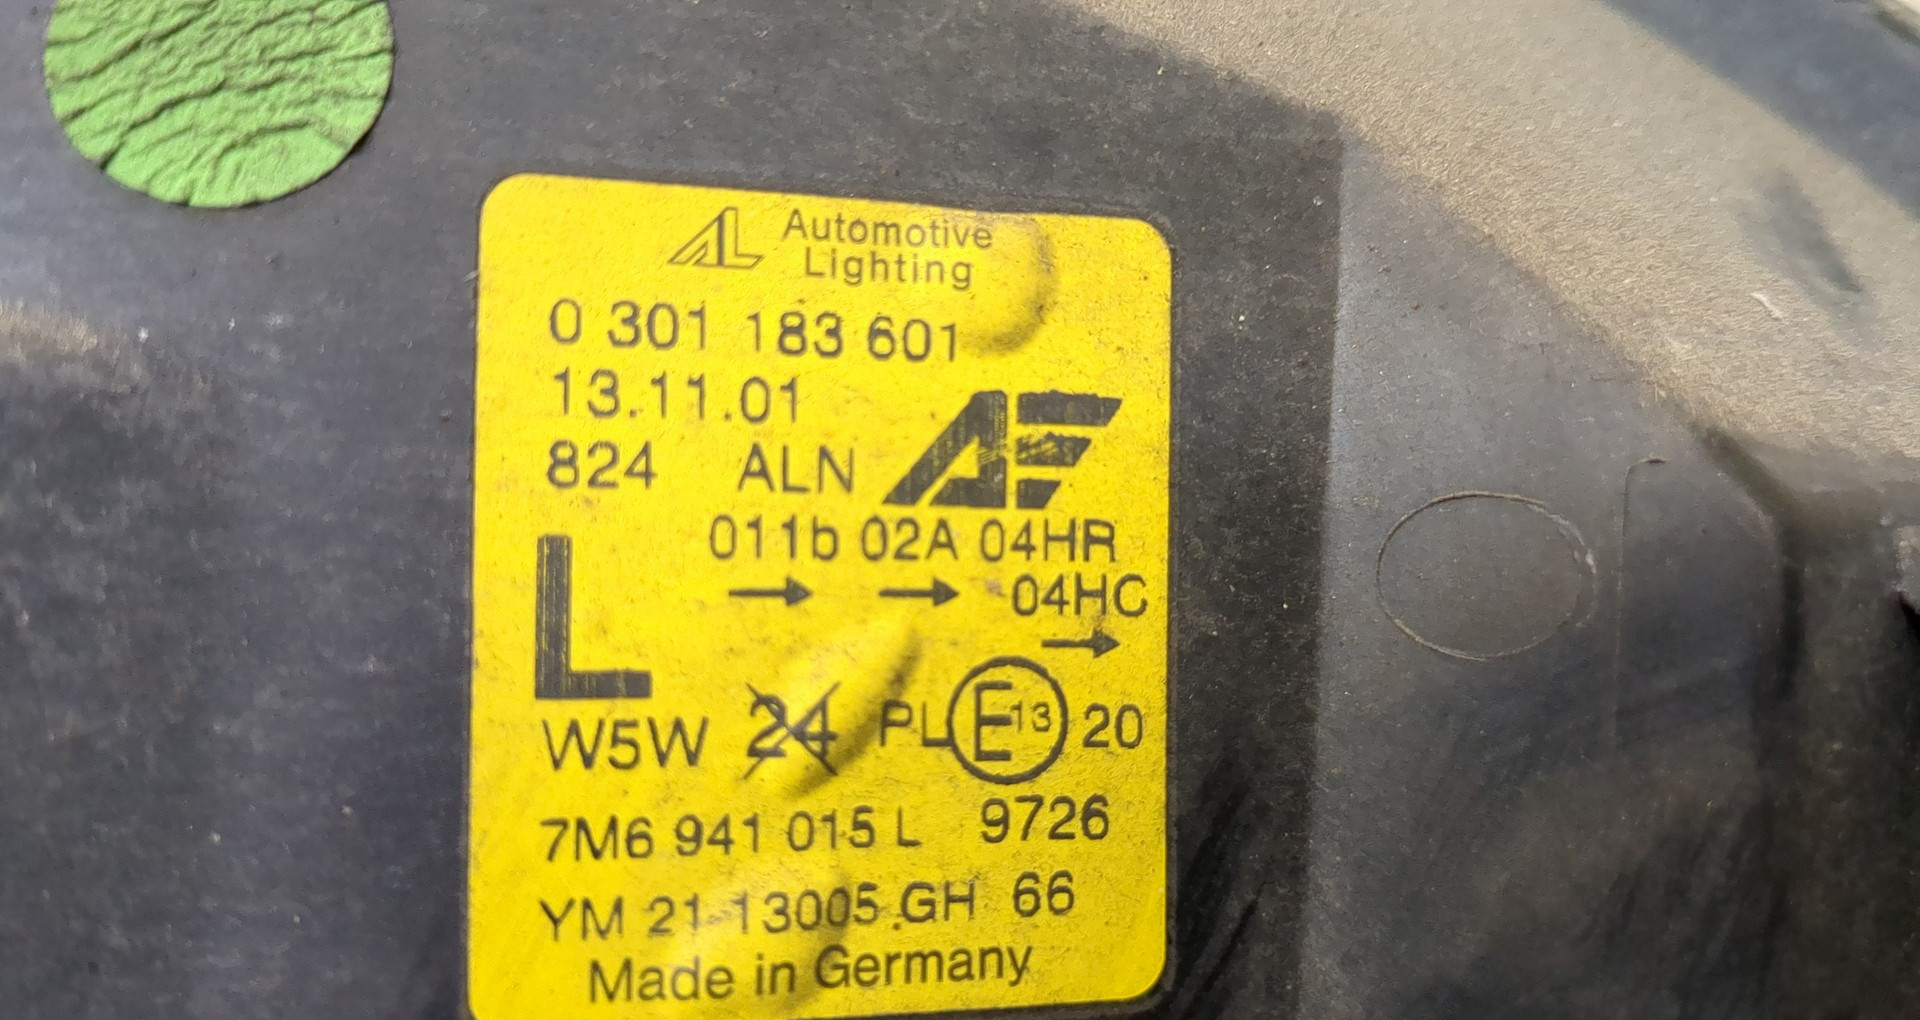 AL Automotive
Lighting
0 301 183 601
13.11.01
824 ALN
011b 02A 04HR
→ → 04HC
→
L
W5W 24 PL E13 20
7M6 941 015 L 9726
YM 21-13005 GH 66
Made in Germany